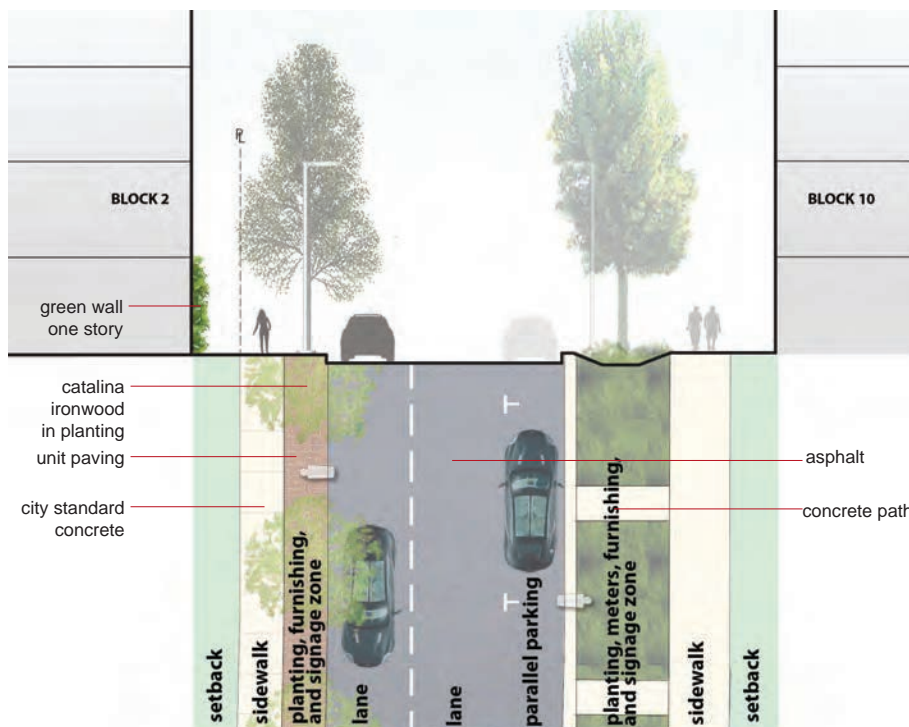 PL
BLOCK 2
BLOCK 10
green wall
one story
catalina
ironwood
in planting
unit paving
city standard
concrete
asphalt
concrete path
setback
sidewalk
planting, furnishing,
and signage zone
lane
lane
parallel parking
planting, meters, furnishing,
and signage zone
sidewalk
setback